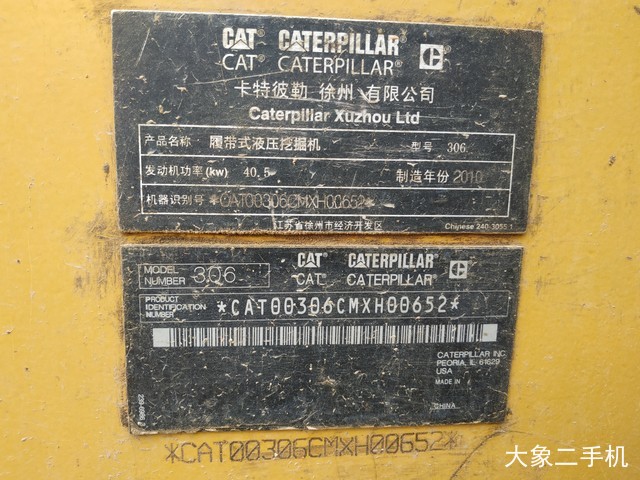 CAT CATERPILLAR® C
CAT® CATERPILLAR®
卡特彼勒 徐州 有限公司
Caterpillar Xuzhou Ltd
产品名称 履带式液压挖掘机 型号 306
发动机功率(kw) 40.5 制造年份 2010
机器识别号 *CAT00306CMXH00652*
江苏省徐州市经济开发区 Chinese 240-3055 1
MODEL NUMBER 306 CAT CATERPILLAR® C
CAT CATERPILLAR®
PRODUCT IDENTIFICATION NUMBER *CAT00306CMXH00652*
CATERPILLAR INC
PEORIA, IL 61629
USA
MADE IN
CHINA
*CAT00306CMXH00652*
大象二手机